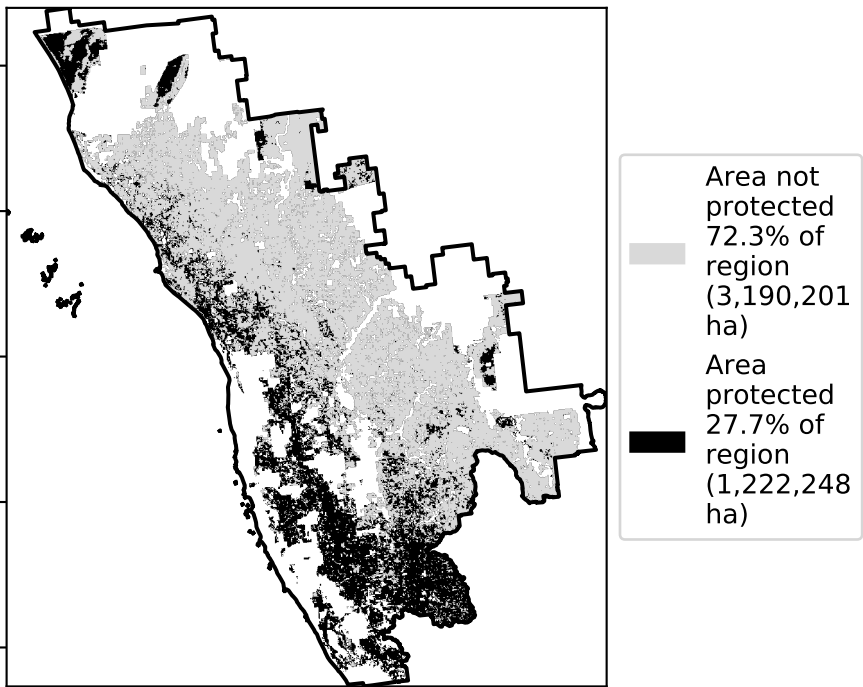 Area not
protected
72.3% of
region
(3,190,201
ha)
Area
protected
27.7% of
region
(1,222,248
ha)